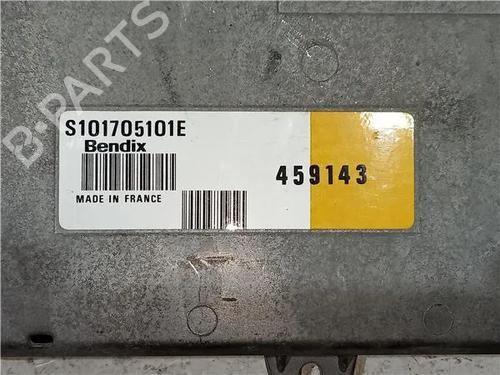 S101705101E
Bendix
459143
MADE IN FRANCE
B-PARTS